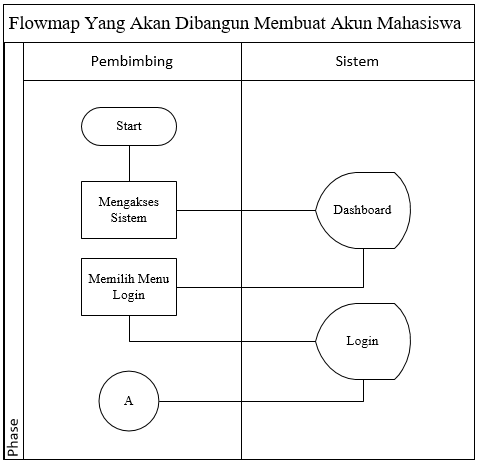 Flowmap Yang Akan Dibangun Membuat Akun Mahasiswa
Pembimbing
Sistem
Start
Mengakses
Sistem
Dashboard
Memilih Menu
Login
Login
A
Phase